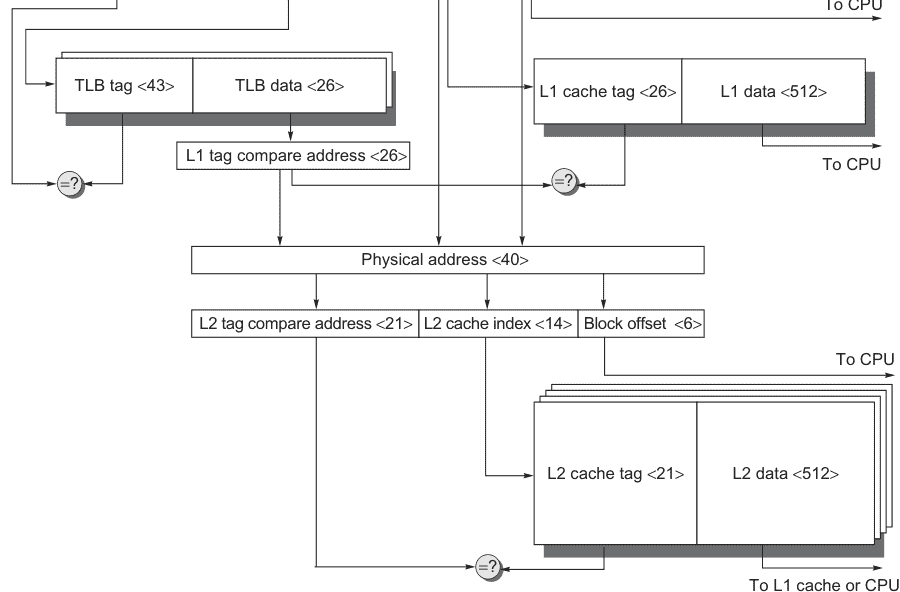 To CPU
TLB tag <43>
TLB data <26>
L1 cache tag <26>
L1 data <512>
L1 tag compare address <26>
To CPU
=?
=?
Physical address <40>
L2 tag compare address <21>
L2 cache index <14>
Block offset <6>
To CPU
L2 cache tag <21>
L2 data <512>
=?
To L1 cache or CPU